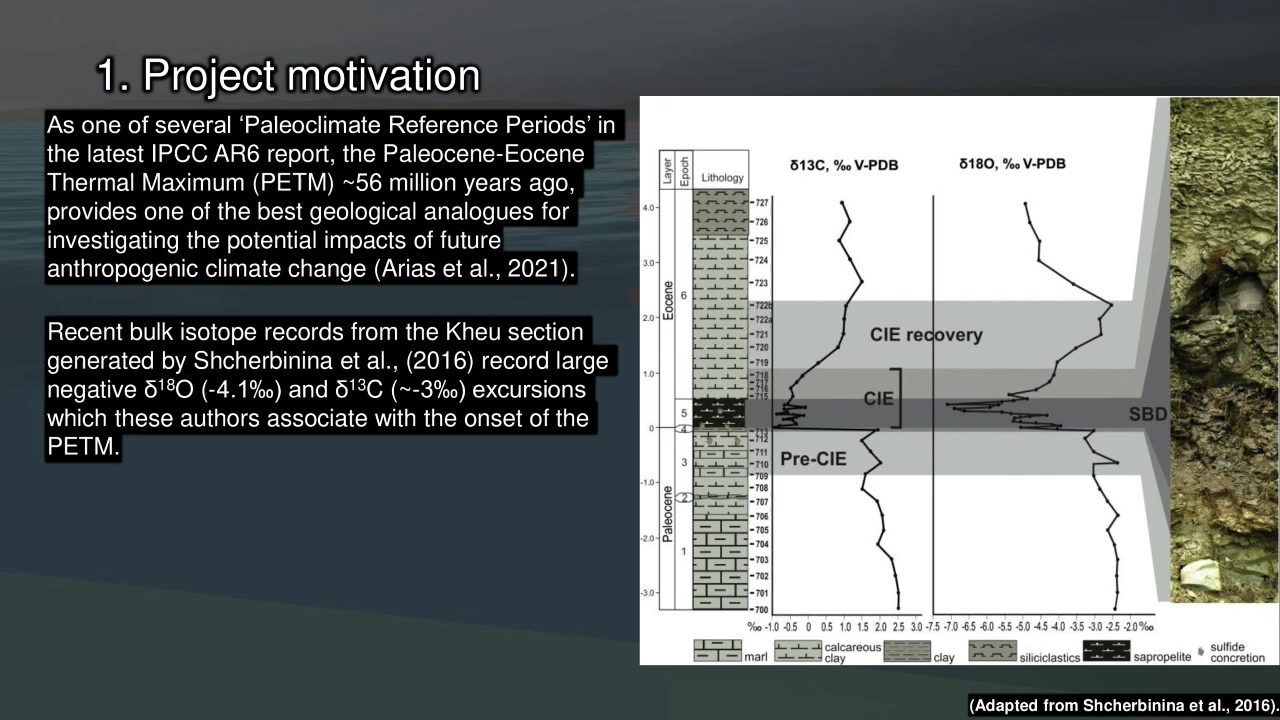 1. Project motivation
As one of several ‘Paleoclimate Reference Periods’ in
the latest IPCC AR6 report, the Paleocene-Eocene
Thermal Maximum (PETM) ~56 million years ago,
provides one of the best geological analogues for
investigating the potential impacts of future
anthropogenic climate change (Arias et al., 2021).
Recent bulk isotope records from the Kheu section
generated by Shcherbinina et al., (2016) record large
negative δ¹⁸O (-4.1‰) and δ¹³C (~-3‰) excursions
which these authors associate with the onset of the
PETM.
Layer
Epoch
Lithology
δ13C, ‰ V-PDB
δ18O, ‰ V-PDB
4.0
3.0
2.0
1.0
0
-1.0
-2.0
-3.0
Eocene
Paleocene
6
5
4
3
2
1
727
726
725
724
723
722b
722a
721
720
719
718
717
716
715
713
712
711
710
709
708
707
706
705
704
703
702
701
700
CIE recovery
CIE
SBD
Pre-CIE
‰ -1.0 -0.5 0 0.5 1.0 1.5 2.0 2.5 3.0
-7.5 -7.0 -6.5 -6.0 -5.5 -5.0 -4.5 -4.0 -3.5 -3.0 -2.5 -2.0 ‰
marl
calcareous
clay
clay
siliciclastics
sapropelite
sulfide
concretion
(Adapted from Shcherbinina et al., 2016).